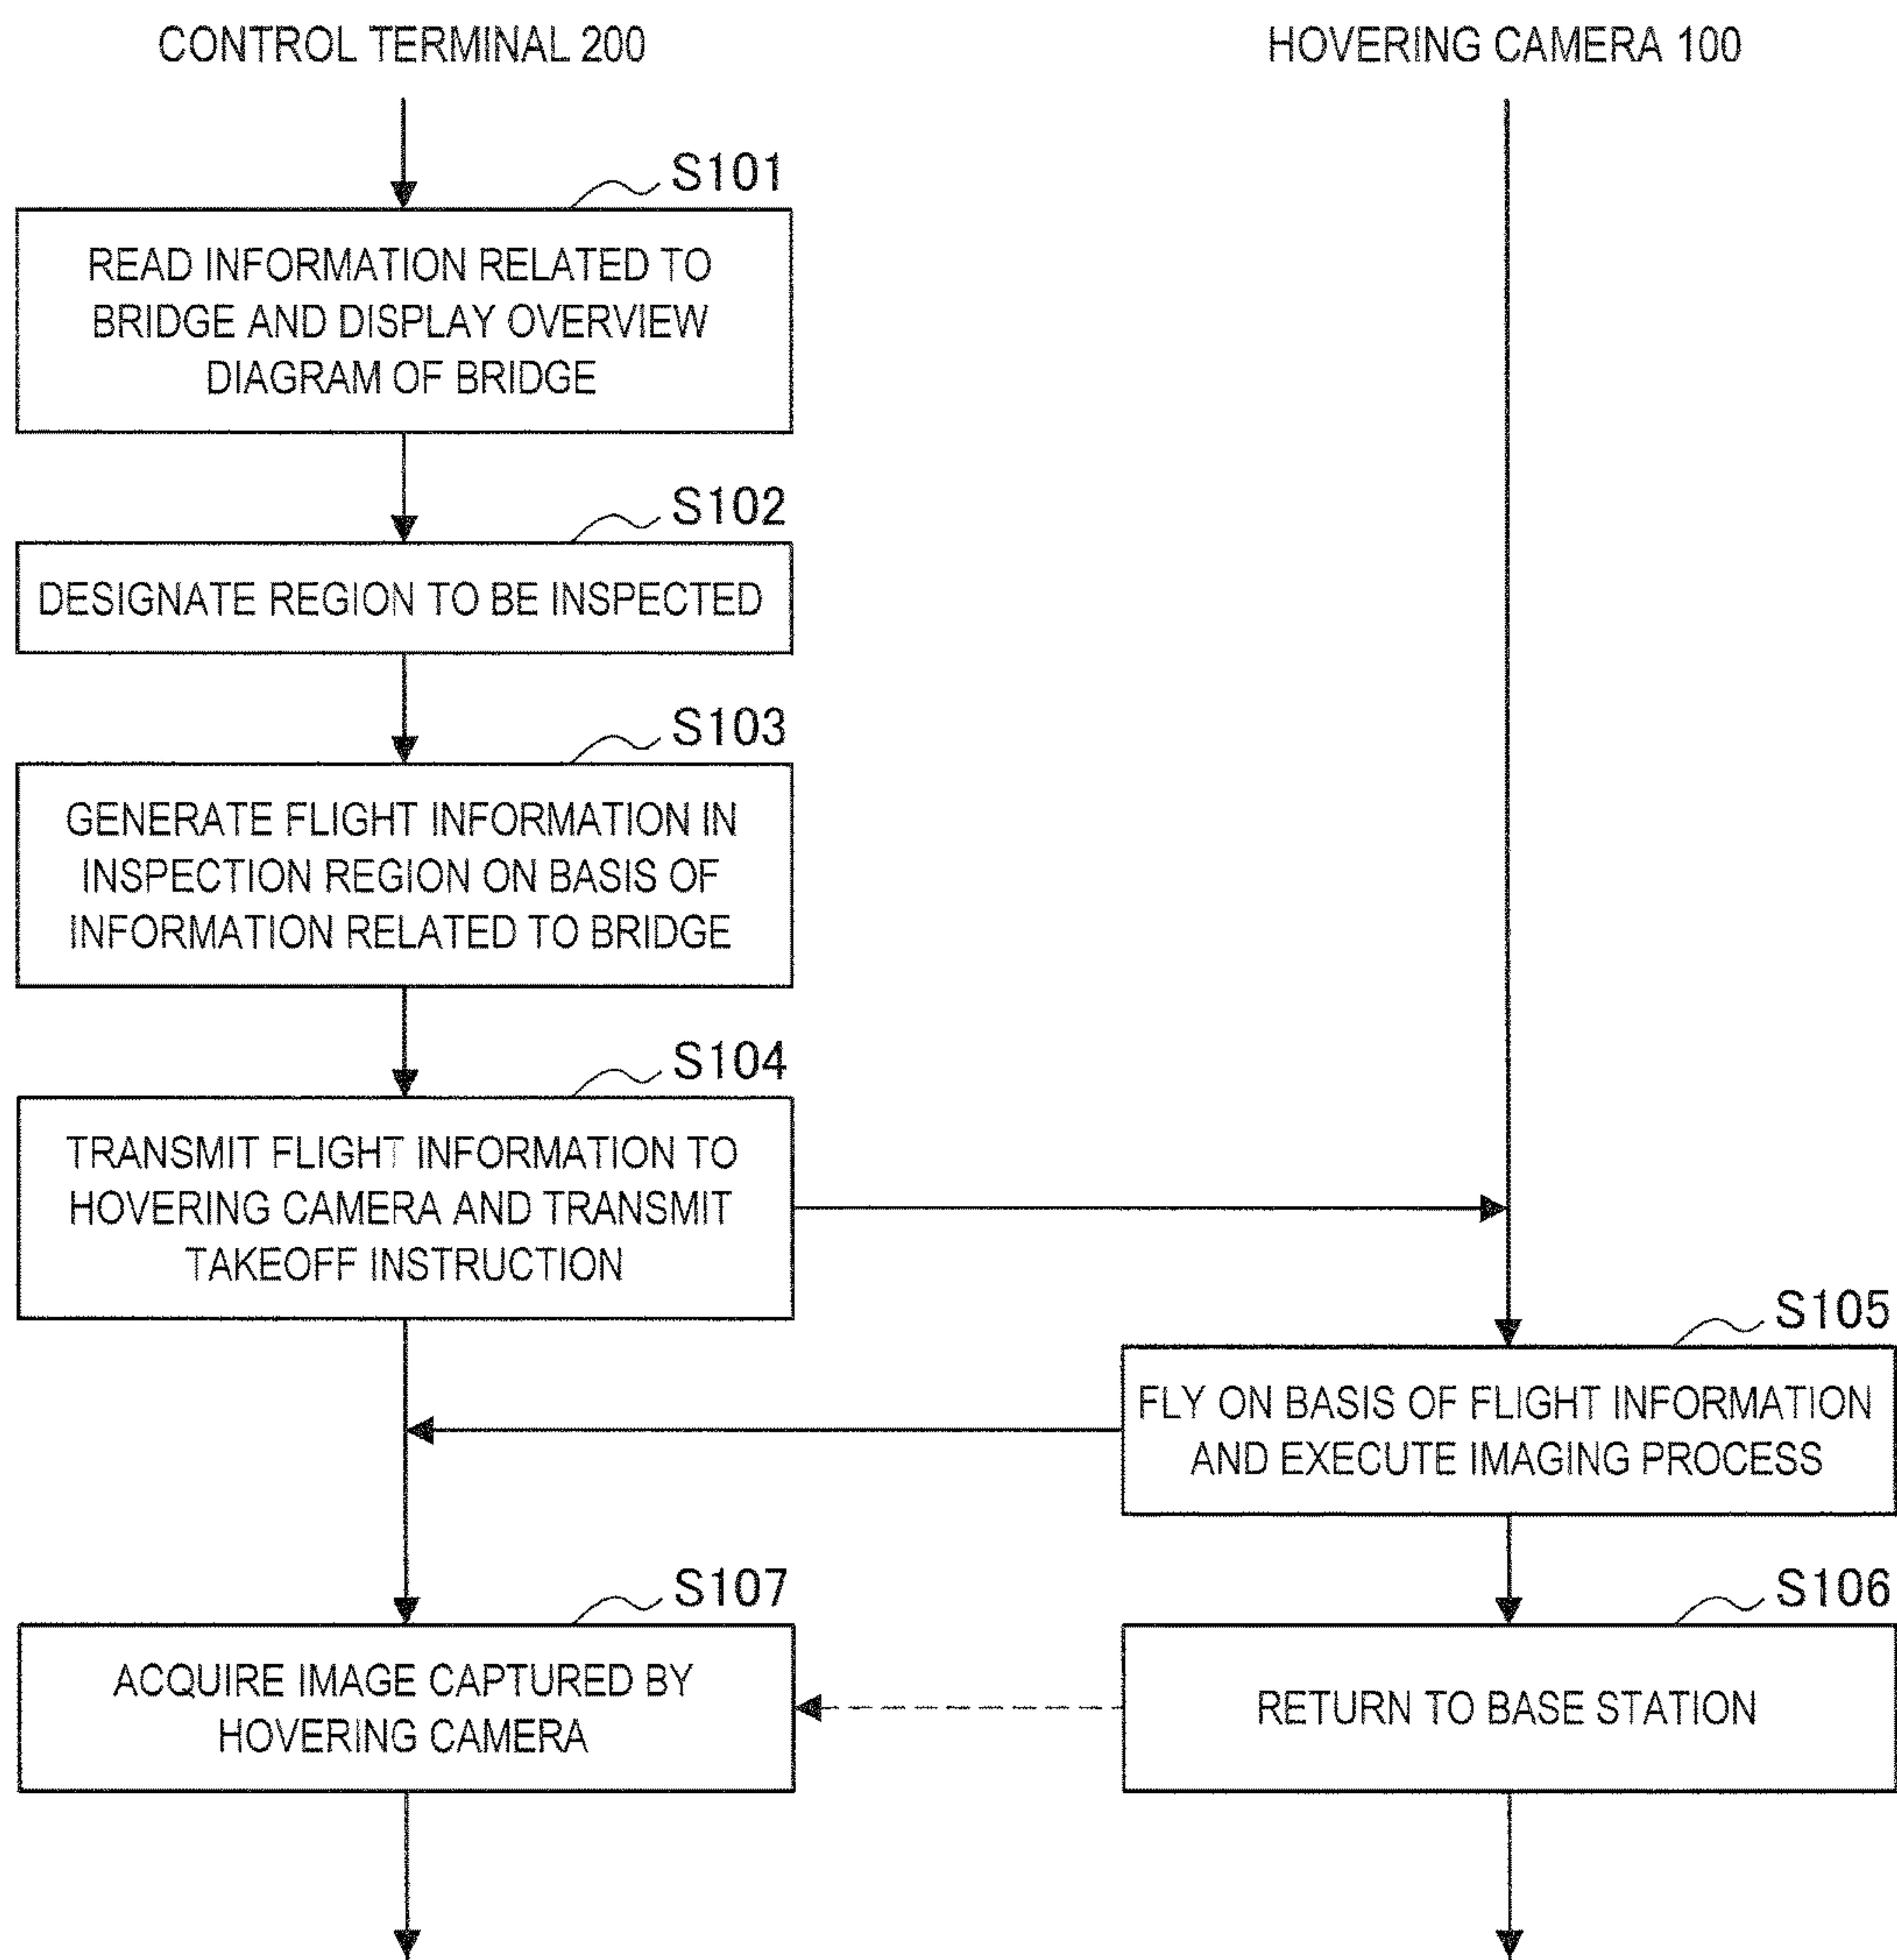 CONTROL TERMINAL 200
HOVERING CAMERA 100
S101
READ INFORMATION RELATED TO
BRIDGE AND DISPLAY OVERVIEW
DIAGRAM OF BRIDGE
S102
DESIGNATE REGION TO BE INSPECTED
S103
GENERATE FLIGHT INFORMATION IN
INSPECTION REGION ON BASIS OF
INFORMATION RELATED TO BRIDGE
S104
TRANSMIT FLIGHT INFORMATION TO
HOVERING CAMERA AND TRANSMIT
TAKEOFF INSTRUCTION
S105
FLY ON BASIS OF FLIGHT INFORMATION
AND EXECUTE IMAGING PROCESS
S107
ACQUIRE IMAGE CAPTURED BY
HOVERING CAMERA
S106
RETURN TO BASE STATION